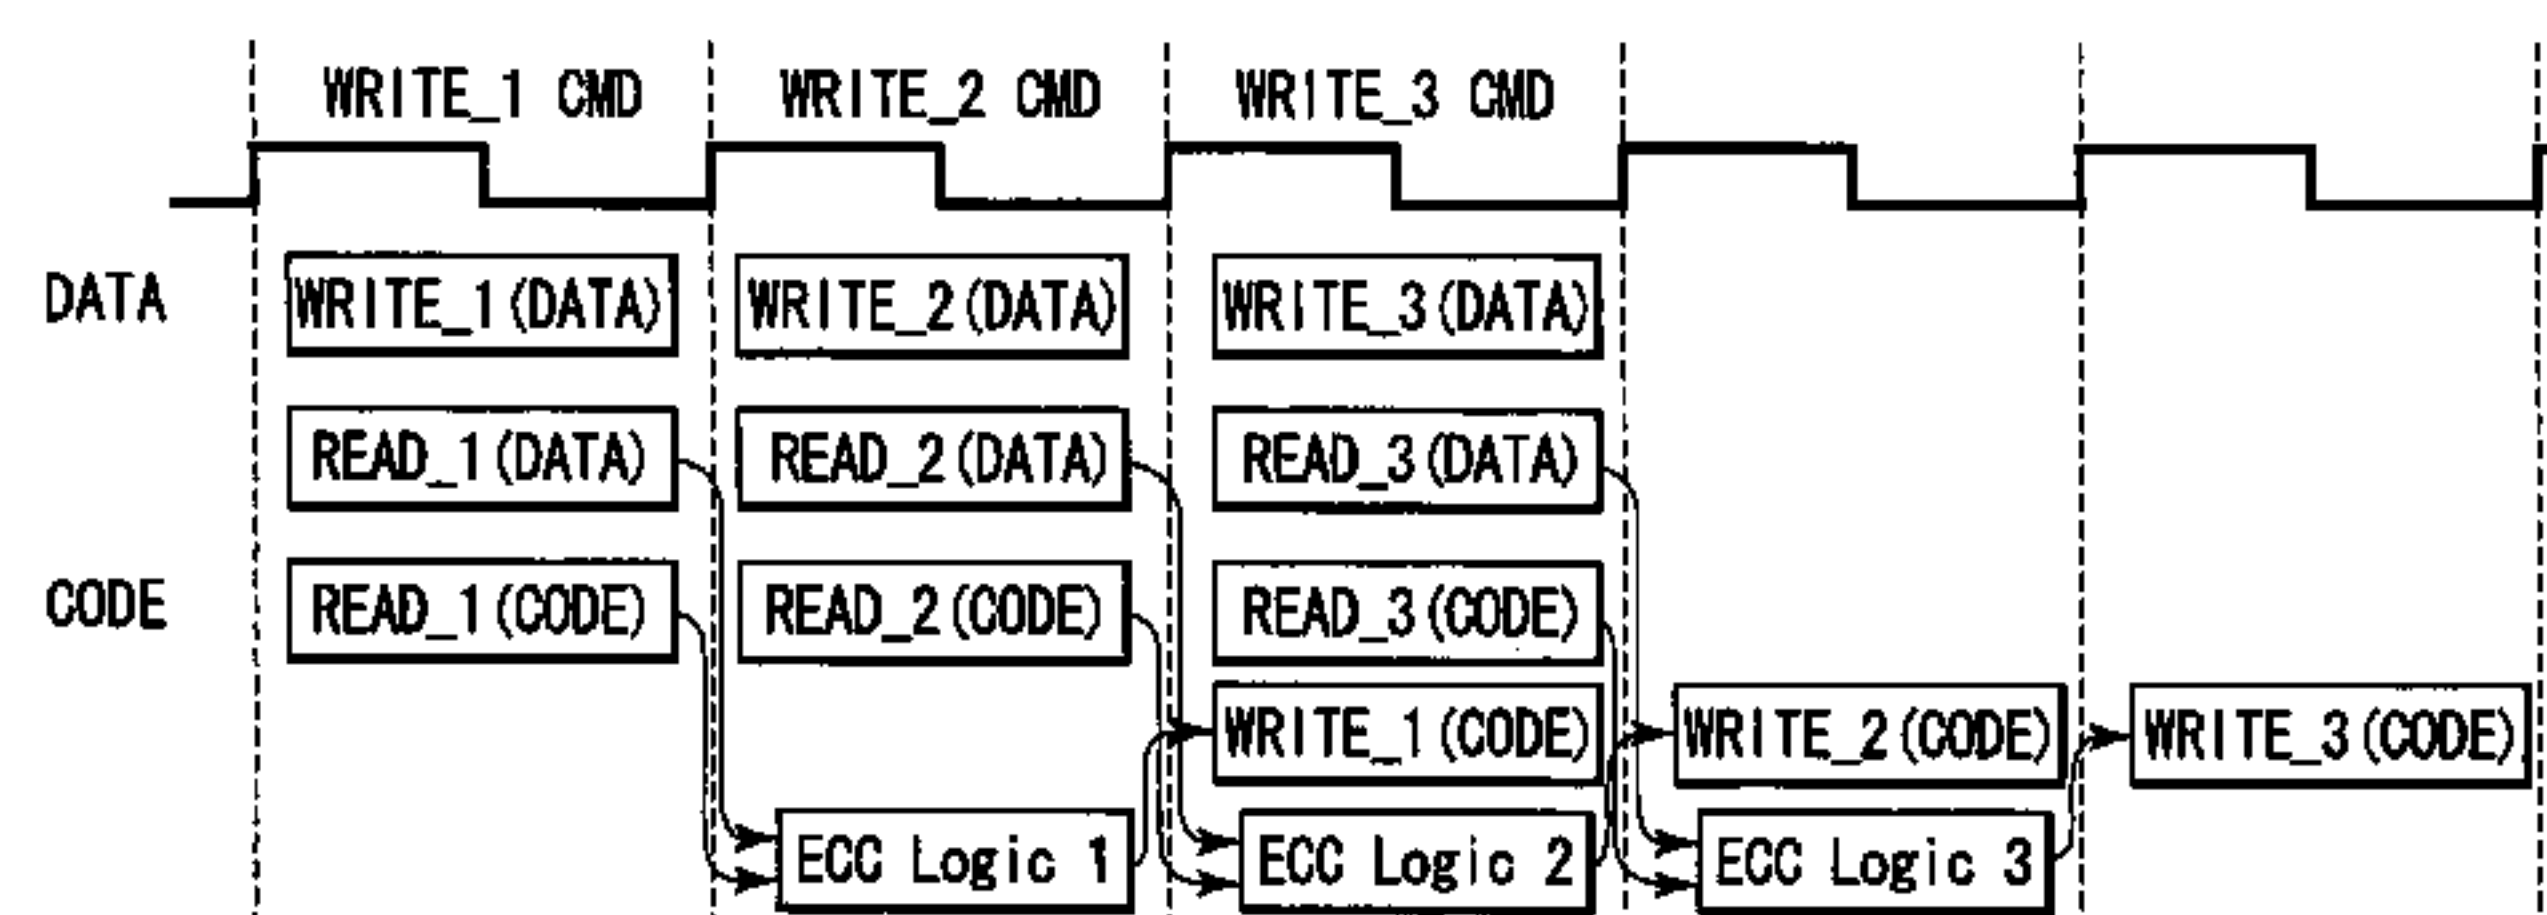 WRITE_1 CMD WRITE_2 CMD WRITE_3 CMD
DATA WRITE_1(DATA) WRITE_2(DATA) WRITE_3(DATA)
READ_1(DATA) READ_2(DATA) READ_3(DATA)
CODE READ_1(CODE) READ_2(CODE) READ_3(CODE)
WRITE_1(CODE) WRITE_2(CODE) WRITE_3(CODE)
ECC Logic 1 ECC Logic 2 ECC Logic 3